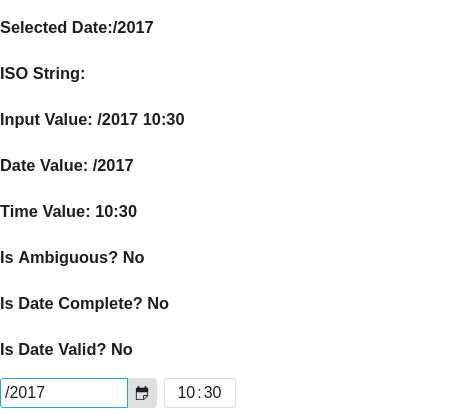 Selected Date:/2017
ISO String:
Input Value: /2017 10:30
Date Value: /2017
Time Value: 10:30
Is Ambiguous? No
Is Date Complete? No
Is Date Valid? No
/2017 10:30